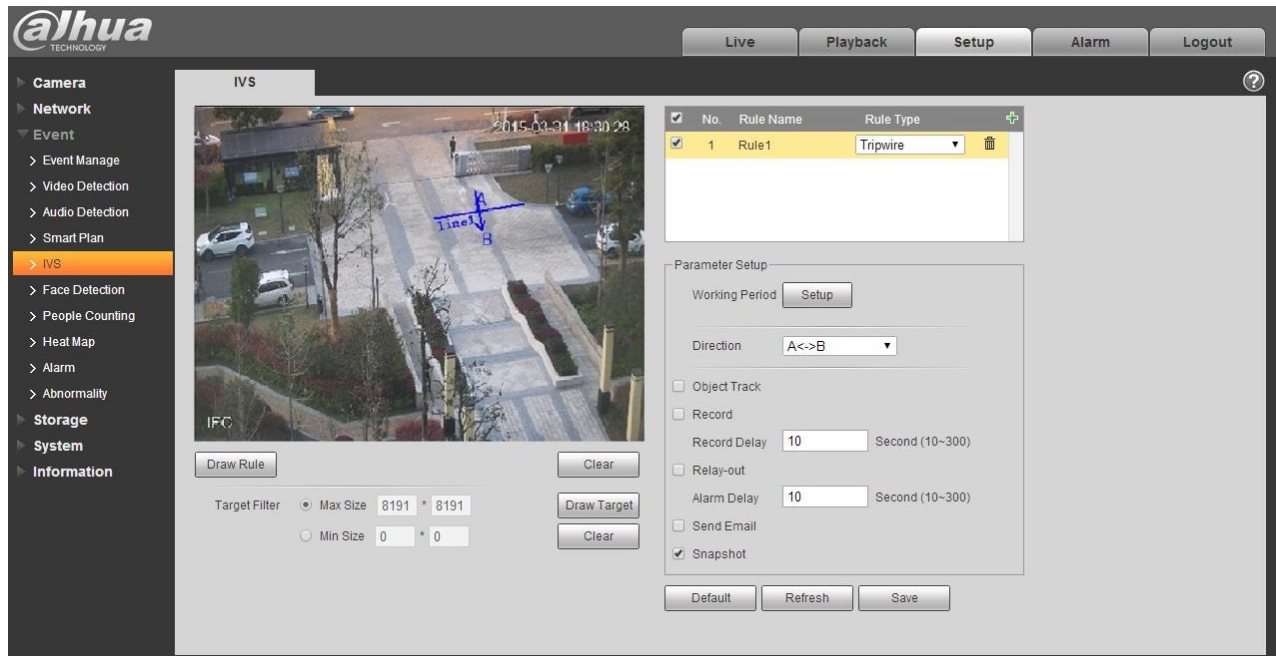 alhua
TECHNOLOGY
Live
Playback
Setup
Alarm
Logout
Camera
Network
Event
> Event Manage
> Video Detection
> Audio Detection
> Smart Plan
> IVS
> Face Detection
> People Counting
> Heat Map
> Alarm
> Abnormality
Storage
System
Information
IVS
?
2015-03-31 18:30:28
A
line1
B
IPC
Draw Rule
Clear
Target Filter Max Size 8191 * 8191
Draw Target
Min Size 0 * 0
Clear
No. Rule Name Rule Type
1 Rule1 Tripwire
Parameter Setup
Working Period Setup
Direction A<->B
Object Track
Record
Record Delay 10 Second (10~300)
Relay-out
Alarm Delay 10 Second (10~300)
Send Email
Snapshot
Default
Refresh
Save